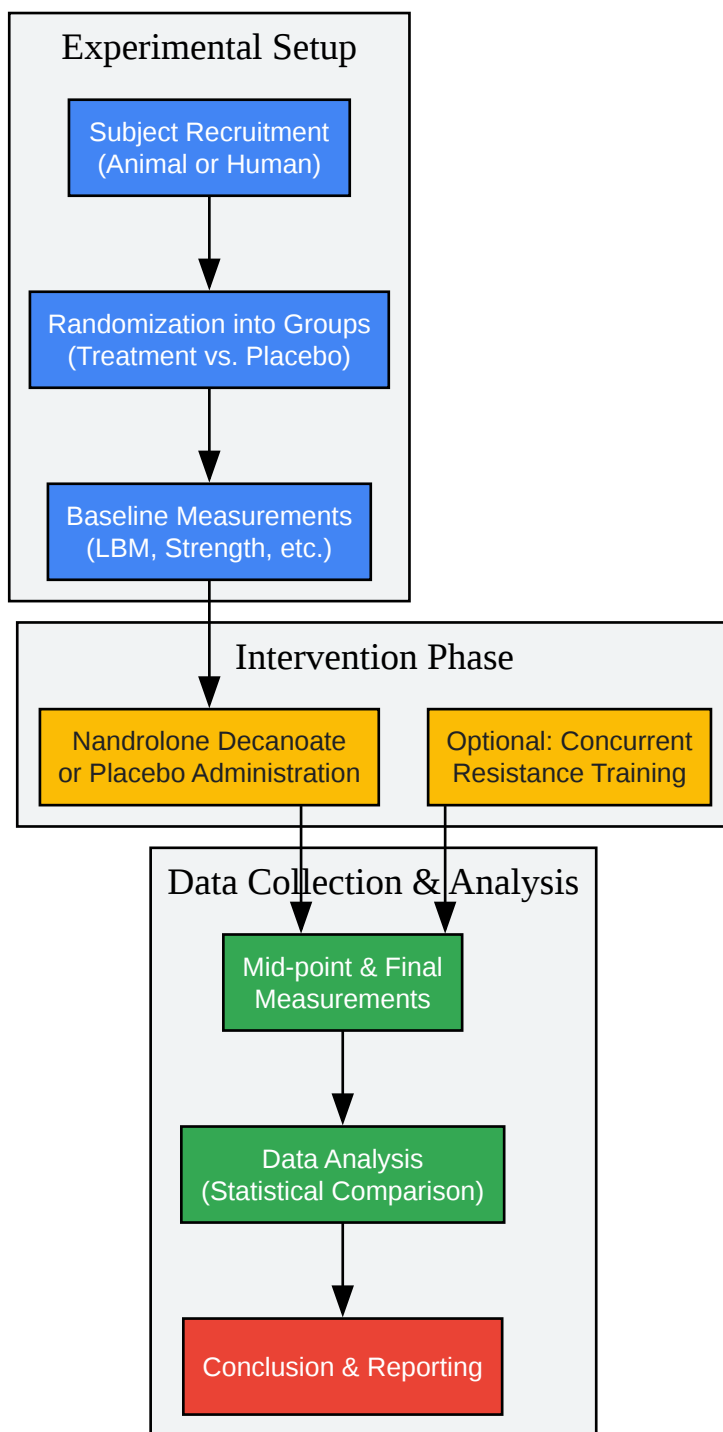 Experimental Setup
Subject Recruitment
(Animal or Human)
Randomization into Groups
(Treatment vs. Placebo)
Baseline Measurements
(LBM, Strength, etc.)
Intervention Phase
Nandrolone Decanoate
or Placebo Administration
Optional: Concurrent
Resistance Training
Data Collection & Analysis
Mid-point & Final
Measurements
Data Analysis
(Statistical Comparison)
Conclusion & Reporting